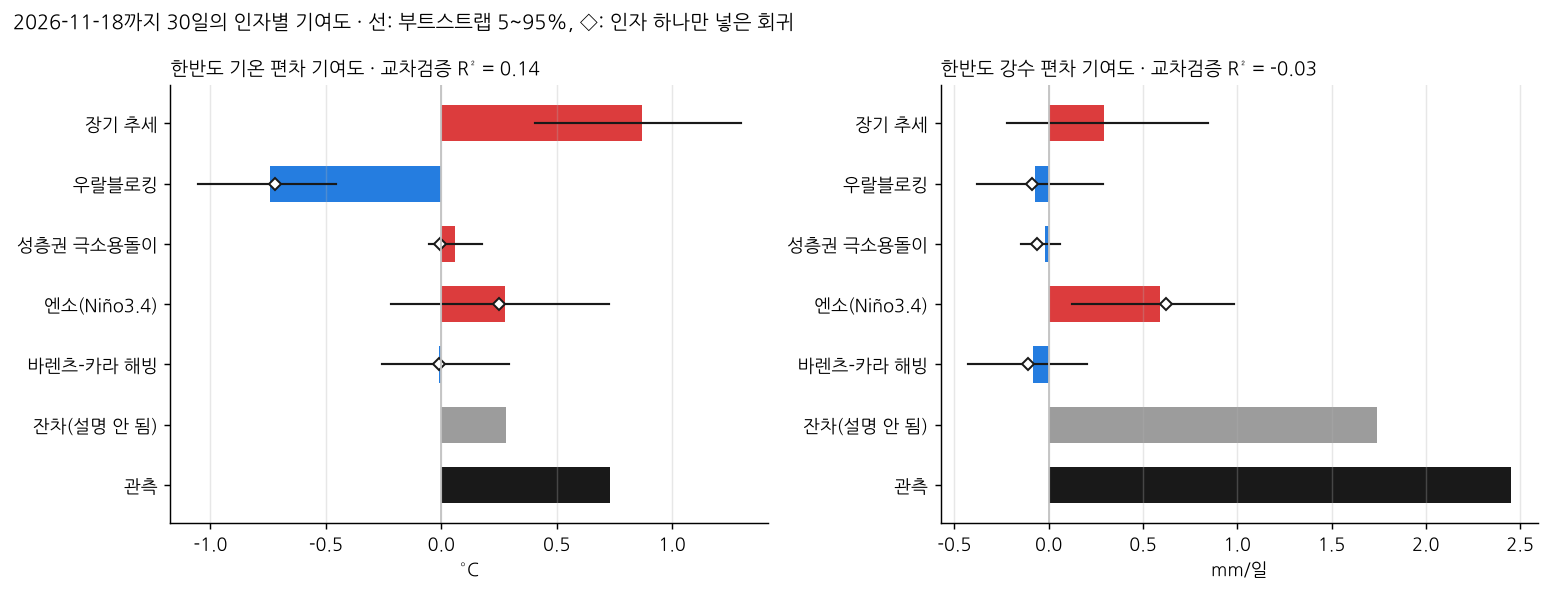 2026-11-18까지 30일의 인자별 기여도 · 선: 부트스트랩 5~95%, ◇: 인자 하나만 넣은 회귀
한반도 기온 편차 기여도 · 교차검증 R² = 0.14
장기 추세
우랄블로킹
성층권 극소용돌이
엔소(Niño3.4)
바렌츠-카라 해빙
잔차(설명 안 됨)
관측
-1.0 -0.5 0.0 0.5 1.0
°C
한반도 강수 편차 기여도 · 교차검증 R² = -0.03
장기 추세
우랄블로킹
성층권 극소용돌이
엔소(Niño3.4)
바렌츠-카라 해빙
잔차(설명 안 됨)
관측
-0.5 0.0 0.5 1.0 1.5 2.0 2.5
mm/일